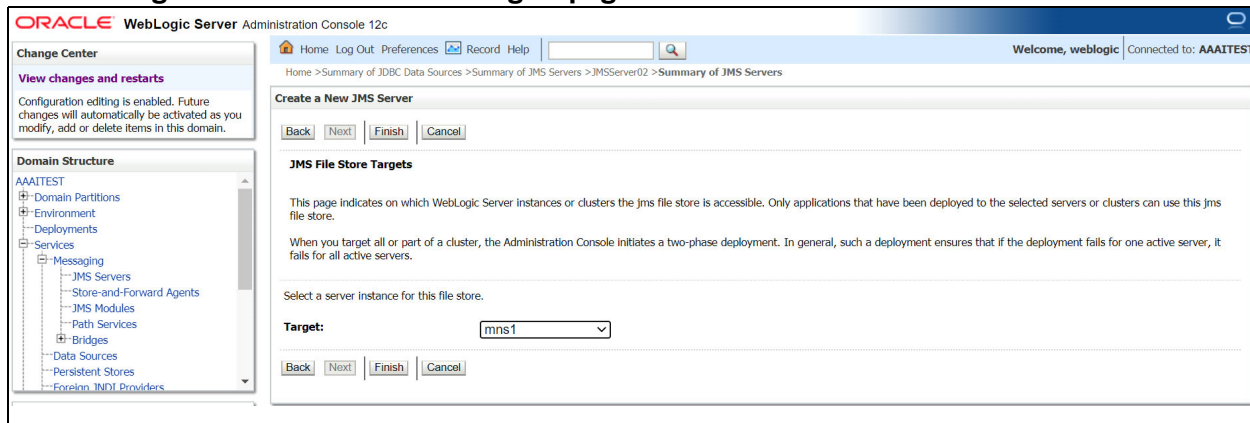 ORACLE WebLogic Server Administration Console 12c
Change Center
View changes and restarts
Configuration editing is enabled. Future
changes will automatically be activated as you
modify, add or delete items in this domain.
Domain Structure
AAAITEST
Domain Partitions
Environment
Deployments
Services
Messaging
JMS Servers
Store-and-Forward Agents
JMS Modules
Path Services
Bridges
Data Sources
Persistent Stores
Foreign JNDI Providers
Home Log Out Preferences Record Help
Welcome, weblogic Connected to: AAAITEST
Home >Summary of JDBC Data Sources >Summary of JMS Servers >JMSServer02 >Summary of JMS Servers
Create a New JMS Server
Back Next Finish Cancel
JMS File Store Targets
This page indicates on which WebLogic Server instances or clusters the jms file store is accessible. Only applications that have been deployed to the selected servers or clusters can use this jms
file store.
When you target all or part of a cluster, the Administration Console initiates a two-phase deployment. In general, such a deployment ensures that if the deployment fails for one active server, it
fails for all active servers.
Select a server instance for this file store.
Target: mns1
Back Next Finish Cancel